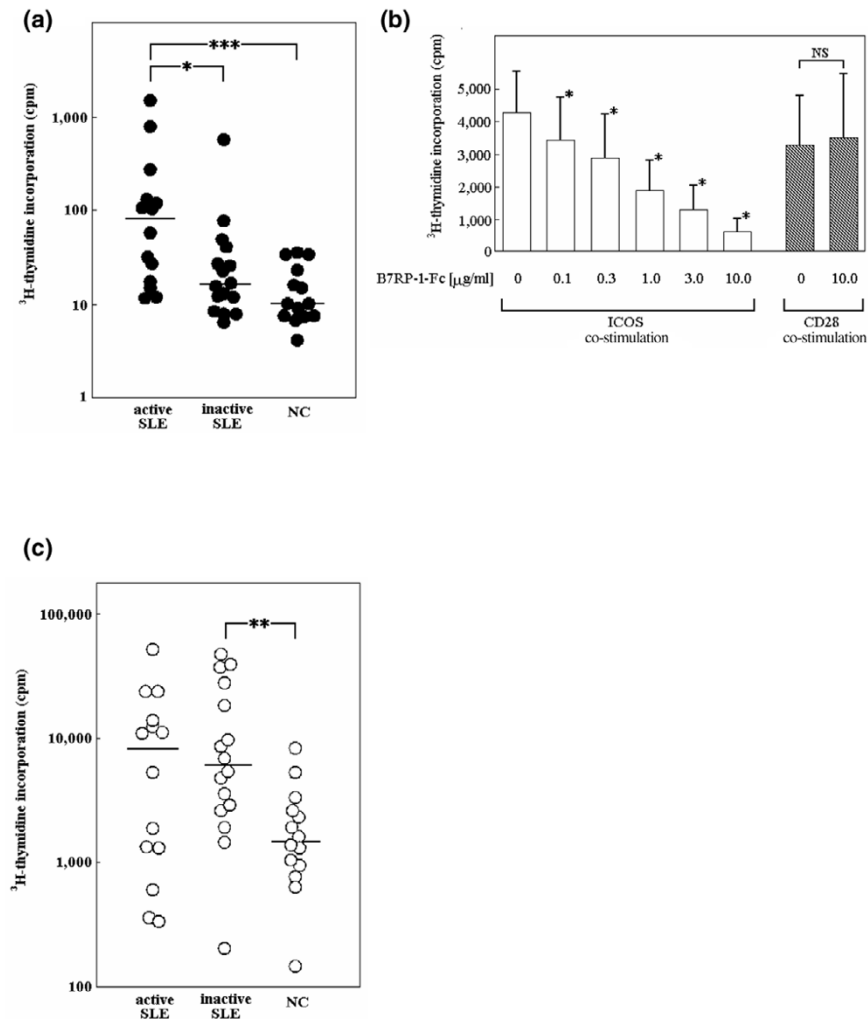 (a)
³H-thymidine incorporation (cpm)
1,000
100
10
1
***
*
active
SLE
inactive
SLE
NC
(b)
³H-thymidine incorporation (cpm)
5,000
4,000
3,000
2,000
1,000
0
*
*
*
*
*
NS
B7RP-1-Fc [μg/ml]
0 0.1 0.3 1.0 3.0 10.0 0 10.0
ICOS
co-stimulation
CD28
co-stimulation
(c)
³H-thymidine incorporation (cpm)
100,000
10,000
1,000
100
**
active
SLE
inactive
SLE
NC